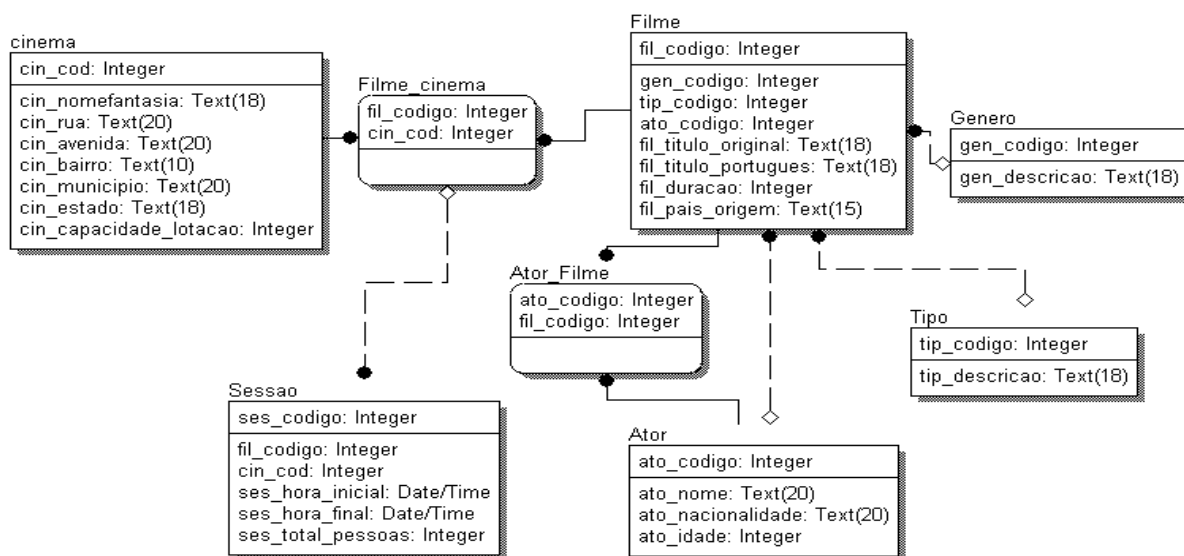 cinema
cin_cod: Integer
cin_nomefantasia: Text(18)
cin_rua: Text(20)
cin_avenida: Text(20)
cin_bairro: Text(10)
cin_municipio: Text(20)
cin_estado: Text(18)
cin_capacidade_lotacao: Integer
Filme_cinema
fil_codigo: Integer
cin_cod: Integer
Filme
fil_codigo: Integer
gen_codigo: Integer
tip_codigo: Integer
ato_codigo: Integer
fil_titulo_original: Text(18)
fil_titulo_portugues: Text(18)
fil_duracao: Integer
fil_pais_origem: Text(15)
Genero
gen_codigo: Integer
gen_descricao: Text(18)
Ator_Filme
ato_codigo: Integer
fil_codigo: Integer
Tipo
tip_codigo: Integer
tip_descricao: Text(18)
Sessao
ses_codigo: Integer
fil_codigo: Integer
cin_cod: Integer
ses_hora_inicial: Date/Time
ses_hora_final: Date/Time
ses_total_pessoas: Integer
Ator
ato_codigo: Integer
ato_nome: Text(20)
ato_nacionalidade: Text(20)
ato_idade: Integer